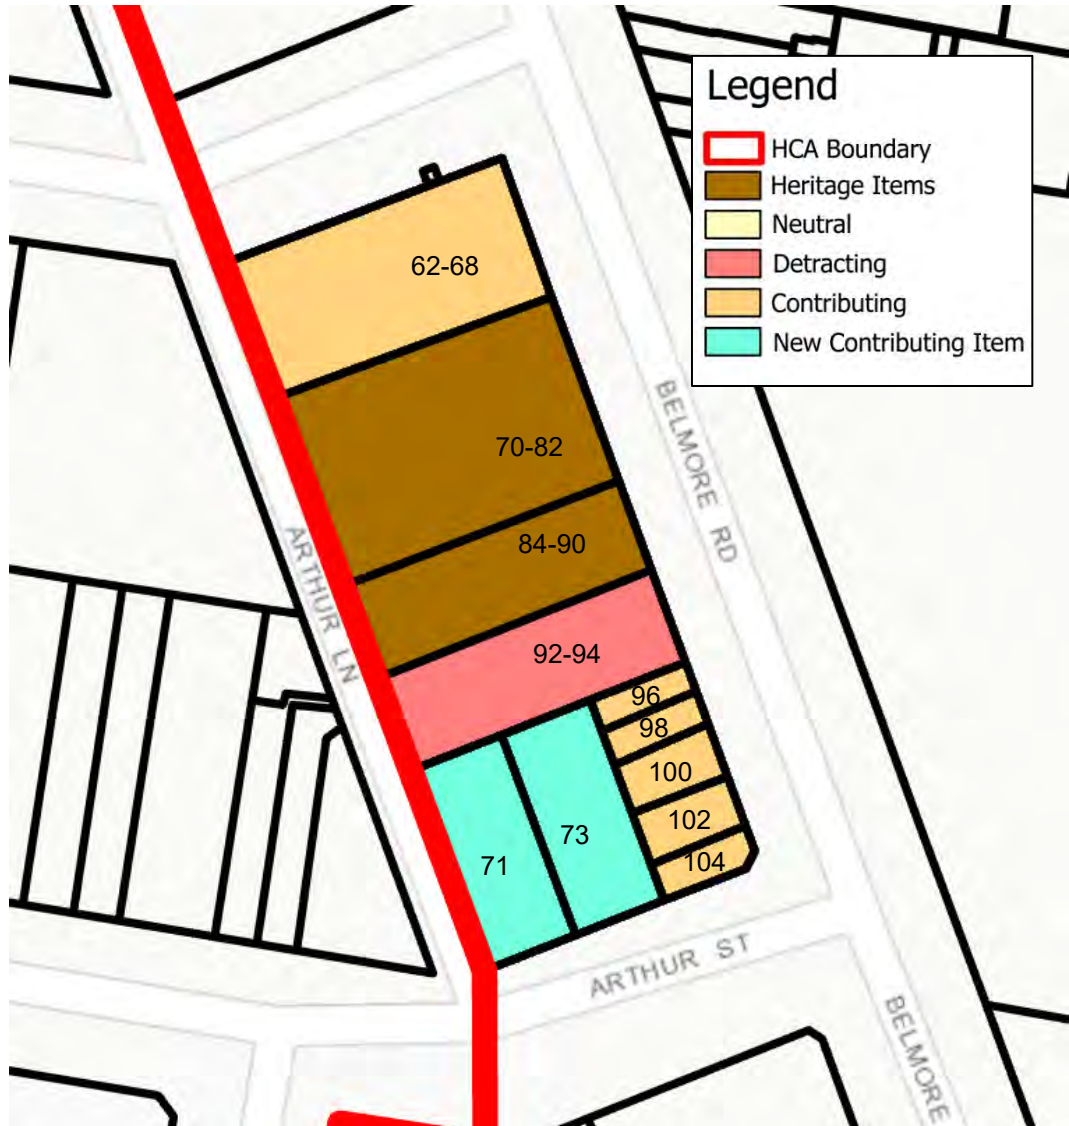 Legend
HCA Boundary
Heritage Items
Neutral
Detracting
Contributing
New Contributing Item
62-68
70-82
84-90
92-94
96
98
100
102
104
73
71
BELMORE RD
ARTHUR LN
ARTHUR ST
BELMORE